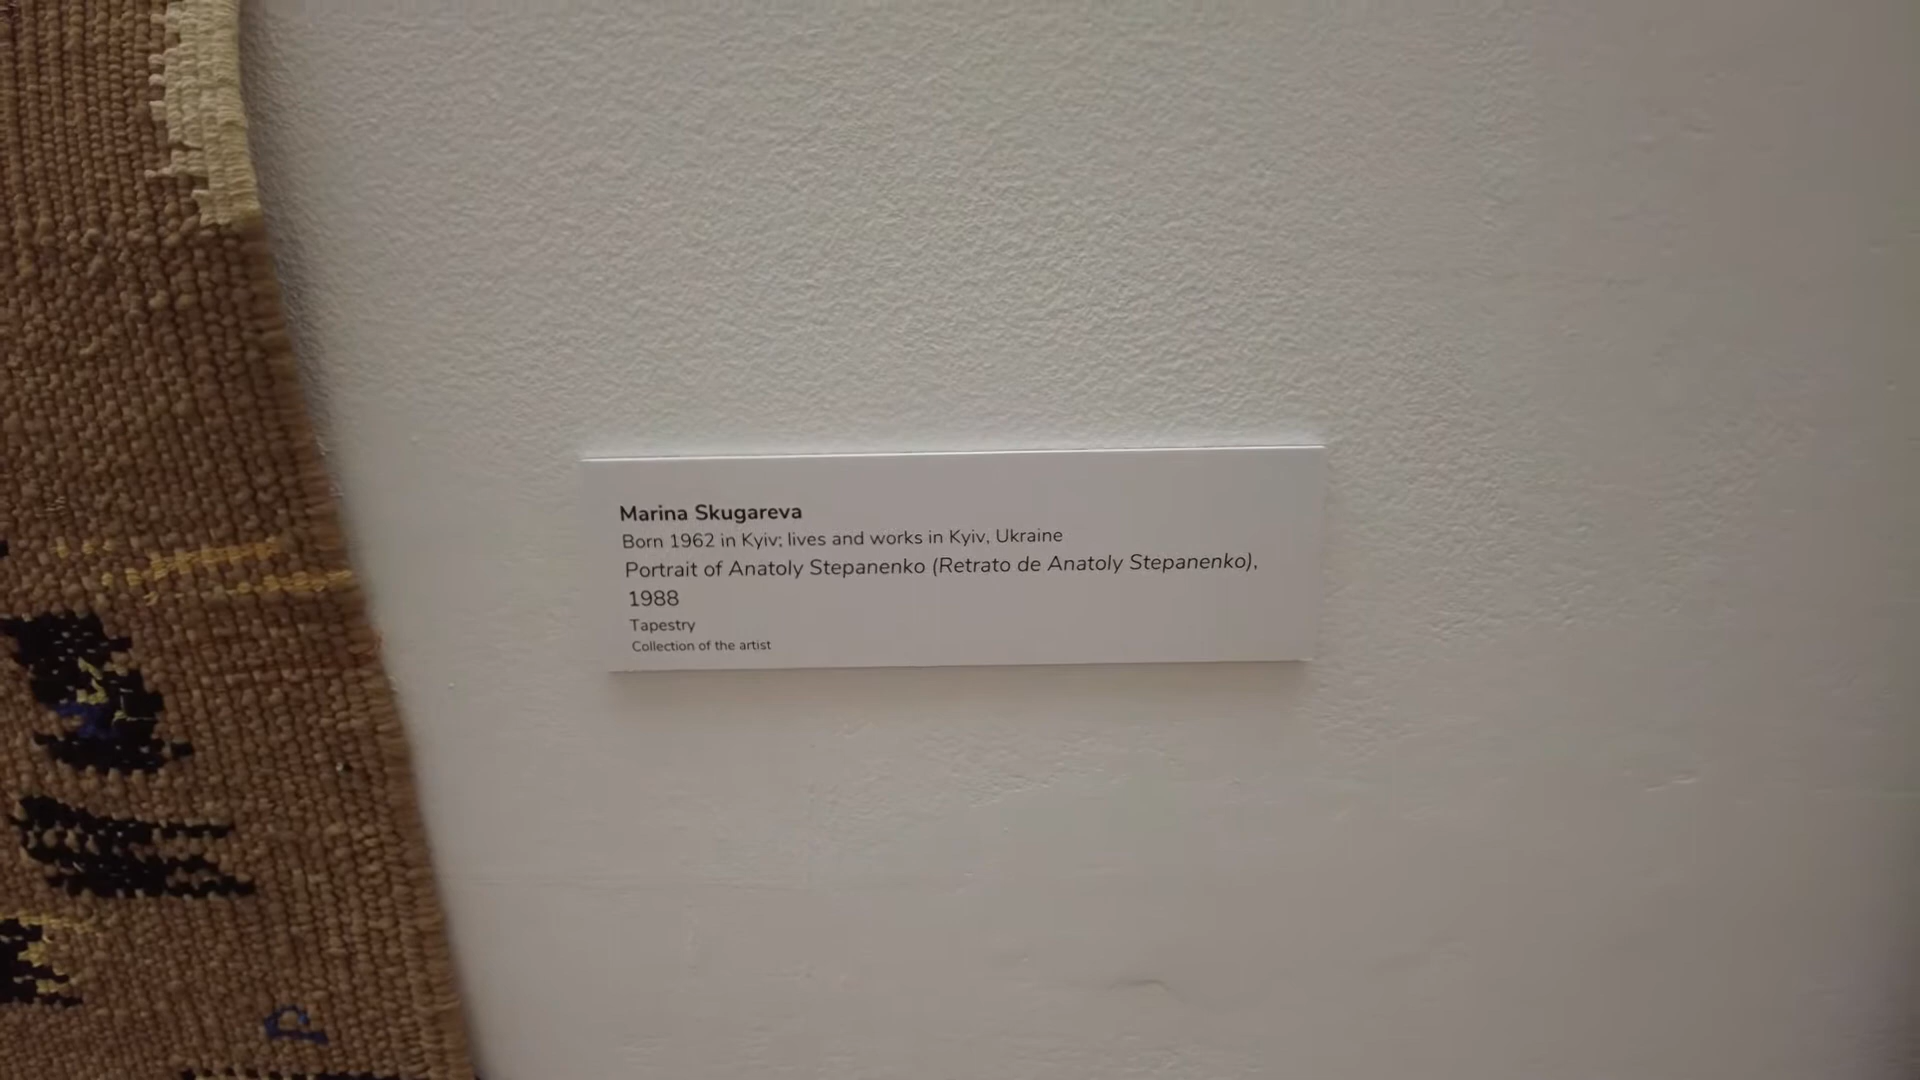 Marina Skugareva
Born 1962 in Kyiv; lives and works in Kyiv, Ukraine
Portrait of Anatoly Stepanenko (Retrato de Anatoly Stepanenko),
1988
Tapestry
Collection of the artist